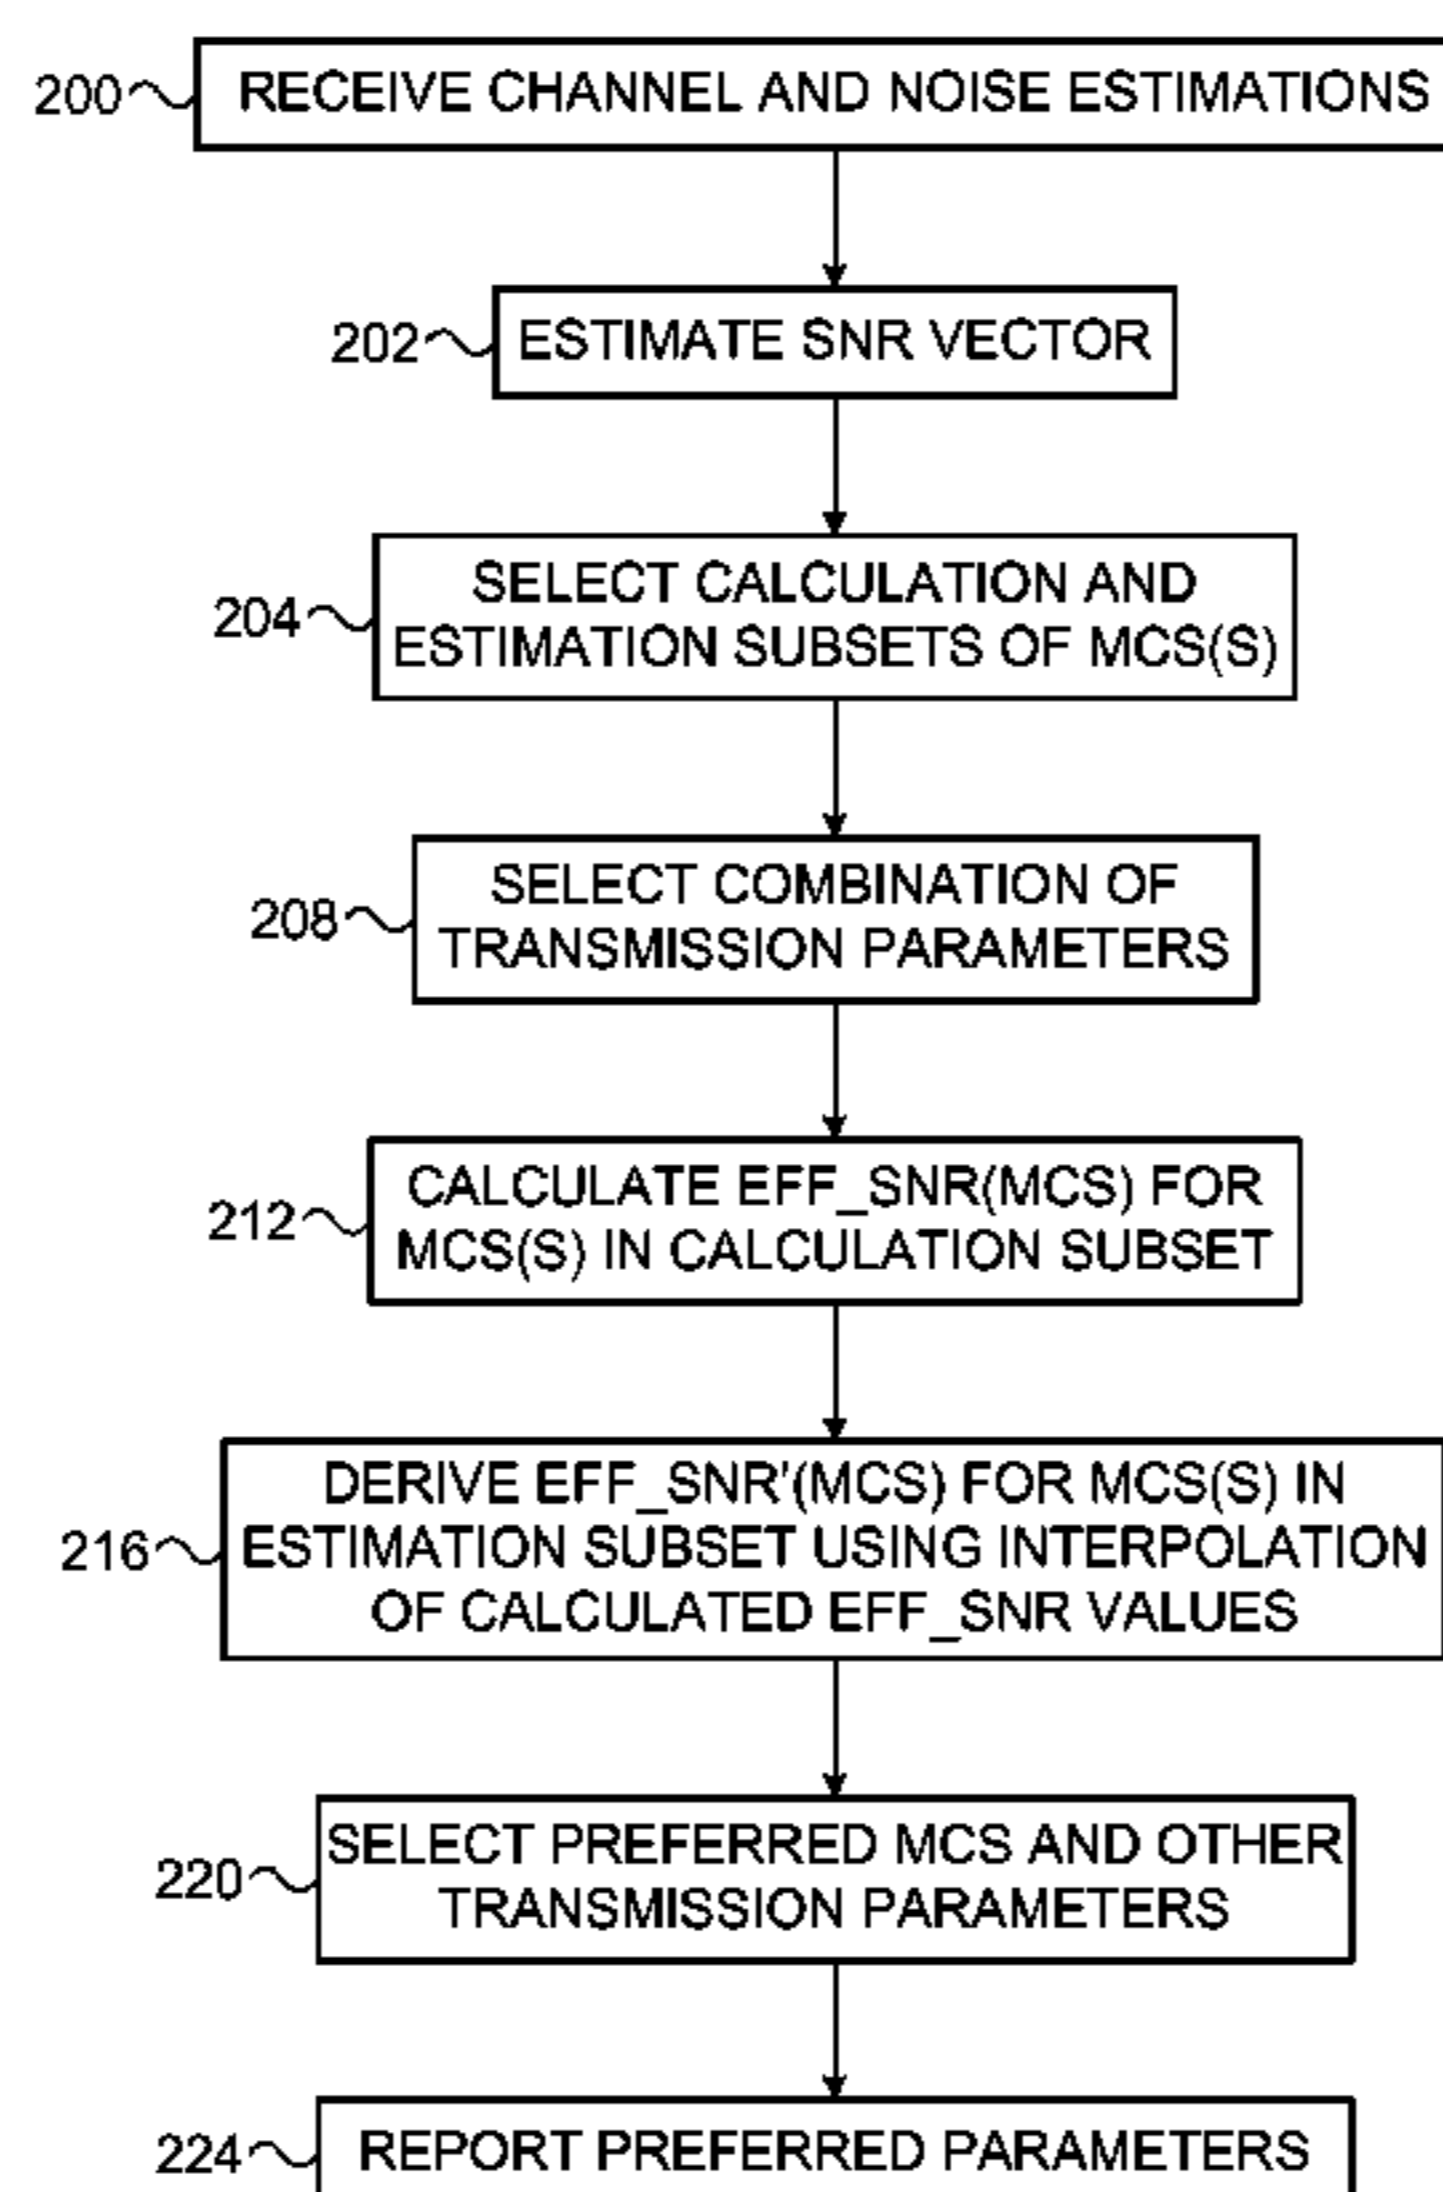 200
RECEIVE CHANNEL AND NOISE ESTIMATIONS
202
ESTIMATE SNR VECTOR
204
SELECT CALCULATION AND
ESTIMATION SUBSETS OF MCS(S)
208
SELECT COMBINATION OF
TRANSMISSION PARAMETERS
212
CALCULATE EFF_SNR(MCS) FOR
MCS(S) IN CALCULATION SUBSET
216
DERIVE EFF_SNR'(MCS) FOR MCS(S) IN
ESTIMATION SUBSET USING INTERPOLATION
OF CALCULATED EFF_SNR VALUES
220
SELECT PREFERRED MCS AND OTHER
TRANSMISSION PARAMETERS
224
REPORT PREFERRED PARAMETERS